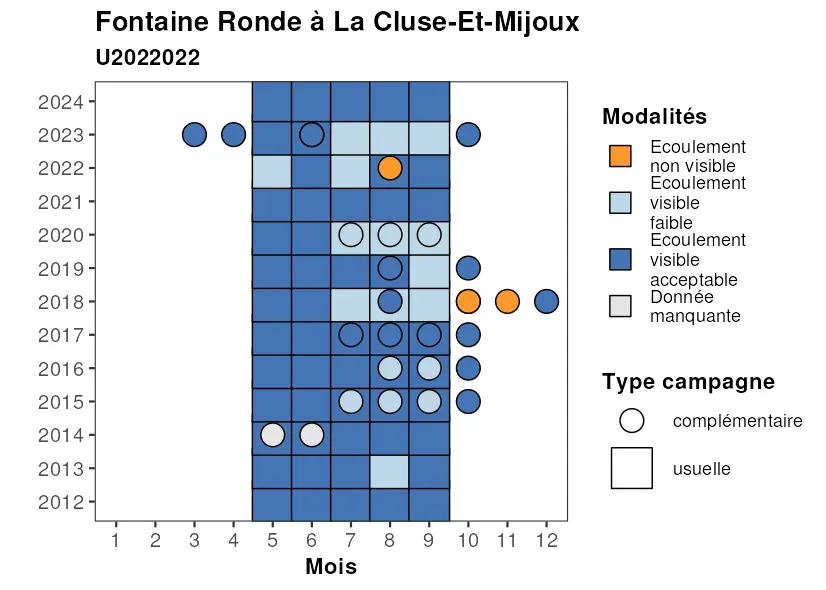 Fontaine Ronde à La Cluse-Et-Mijoux
U2022022
2024
2023
2022
2021
2020
2019
2018
2017
2016
2015
2014
2013
2012
1 2 3 4 5 6 7 8 9 10 11 12
Mois
Modalités
Ecoulement
non visible
Ecoulement
visible
faible
Ecoulement
visible
acceptable
Donnée
manquante
Type campagne
complémentaire
usuelle